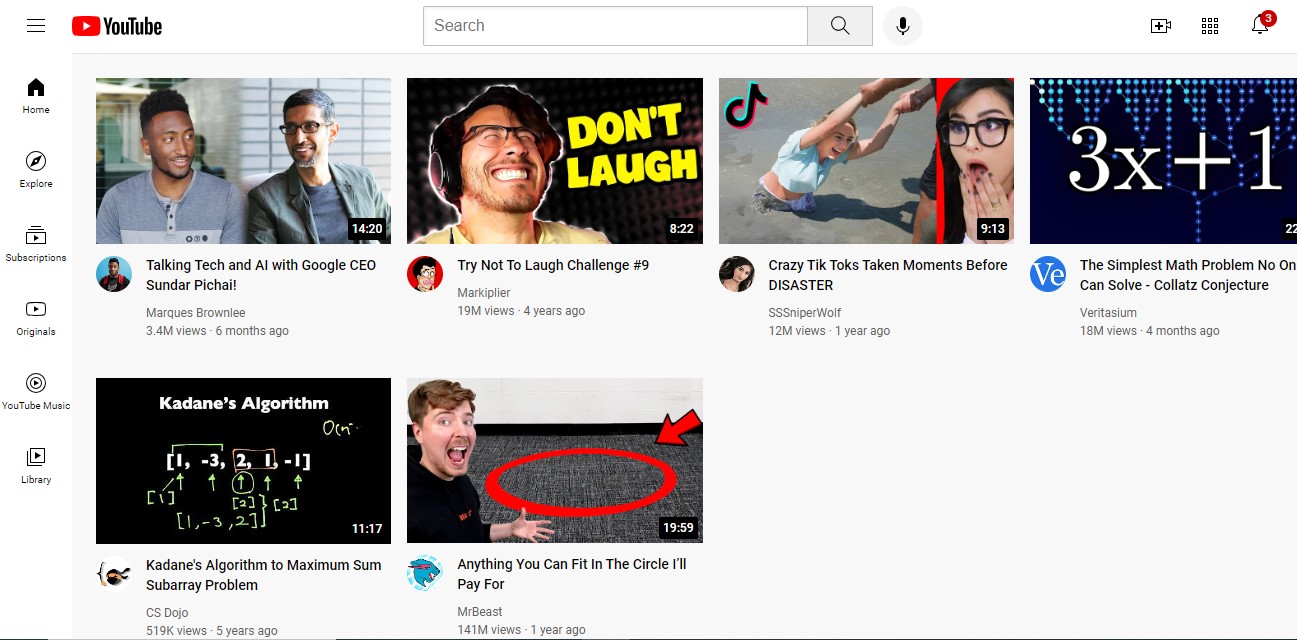 YouTube
Search
3
Home
Explore
Subscriptions
Originals
YouTube Music
Library
14:20
Talking Tech and AI with Google CEO
Sundar Pichai!
Marques Brownlee
3.4M views · 6 months ago
DON'T
LAUGH
8:22
Try Not To Laugh Challenge #9
Markiplier
19M views · 4 years ago
9:13
Crazy Tik Toks Taken Moments Before
DISASTER
SSSniperWolf
12M views · 1 year ago
3x+1
22
Ve
The Simplest Math Problem No On
Can Solve - Collatz Conjecture
Veritasium
18M views · 4 months ago
Kadane's Algorithm
[1, -3, 2, 1, -1]
[1]
[2]
[2]
[1, -3, 2]
11:17
Kadane's Algorithm to Maximum Sum
Subarray Problem
CS Dojo
519K views · 5 years ago
19:59
Anything You Can Fit In The Circle I'll
Pay For
MrBeast
141M views · 1 year ago